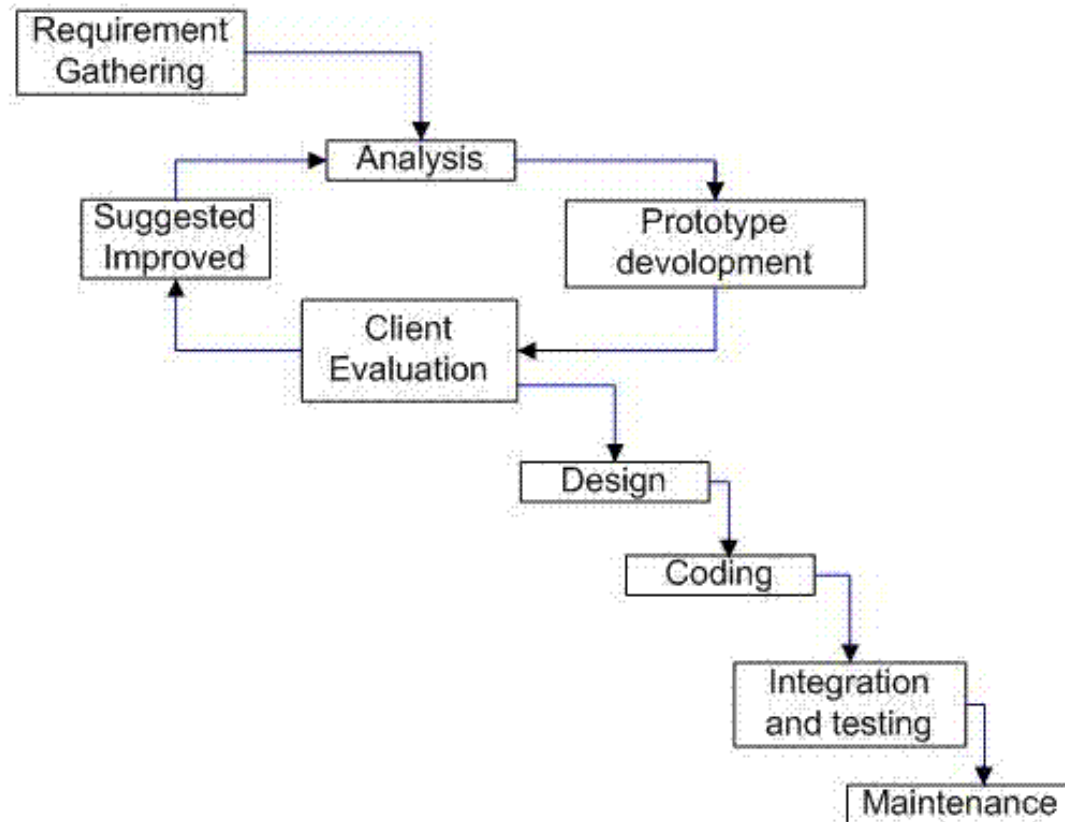 Requirement
Gathering
Analysis
Suggested
Improved
Prototype
devolopment
Client
Evaluation
Design
Coding
Integration
and testing
Maintenance